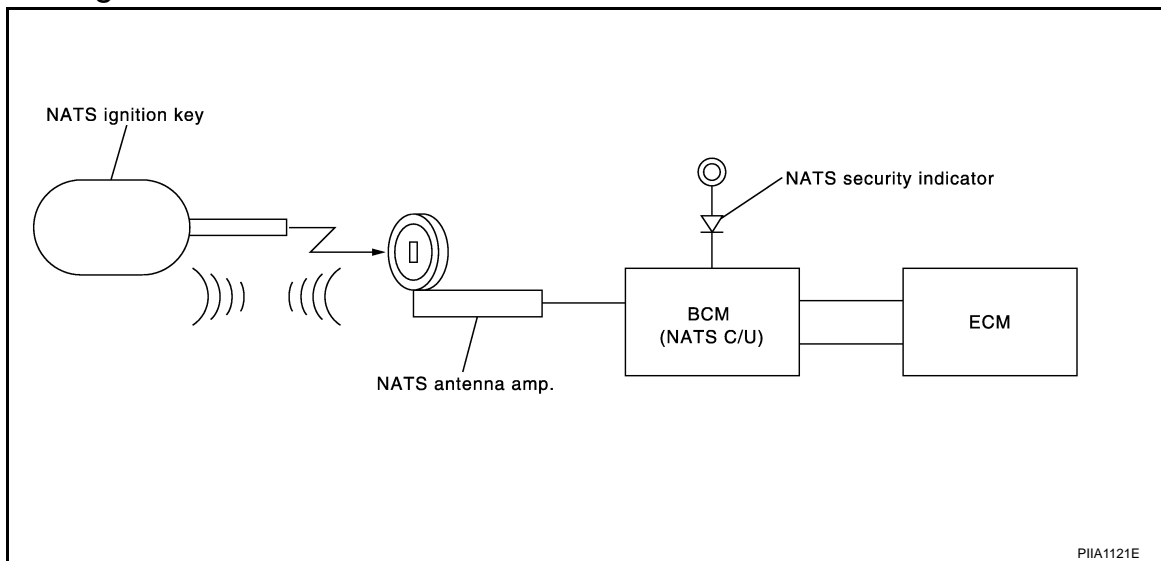 NATS ignition key
NATS security indicator
BCM
(NATS C/U)
ECM
NATS antenna amp.
PIIA1121E